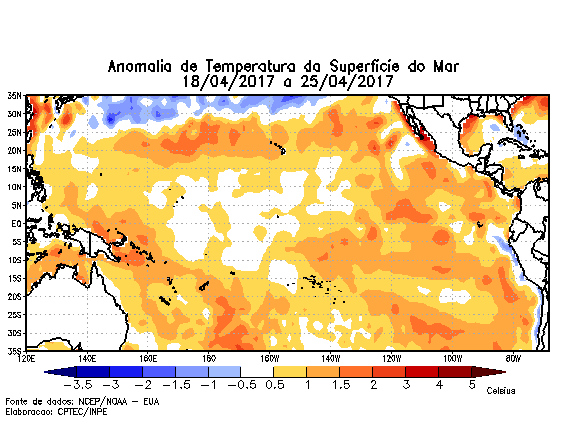 Anomalia de Temperatura da Superfície do Mar
18/04/2017 a 25/04/2017
35N
30N
25N
20N
15N
10N
5N
EQ
5S
10S
15S
20S
25S
30S
35S
120E 140E 160E 180 160W 140W 120W 100W 80W
-3.5 -3 -2 -1.5 -1 -0.5 0.5 1 1.5 2 3 4 5
Celsius
Fonte de dados: NCEP/NOAA - EUA
Elaboracao: CPTEC/INPE